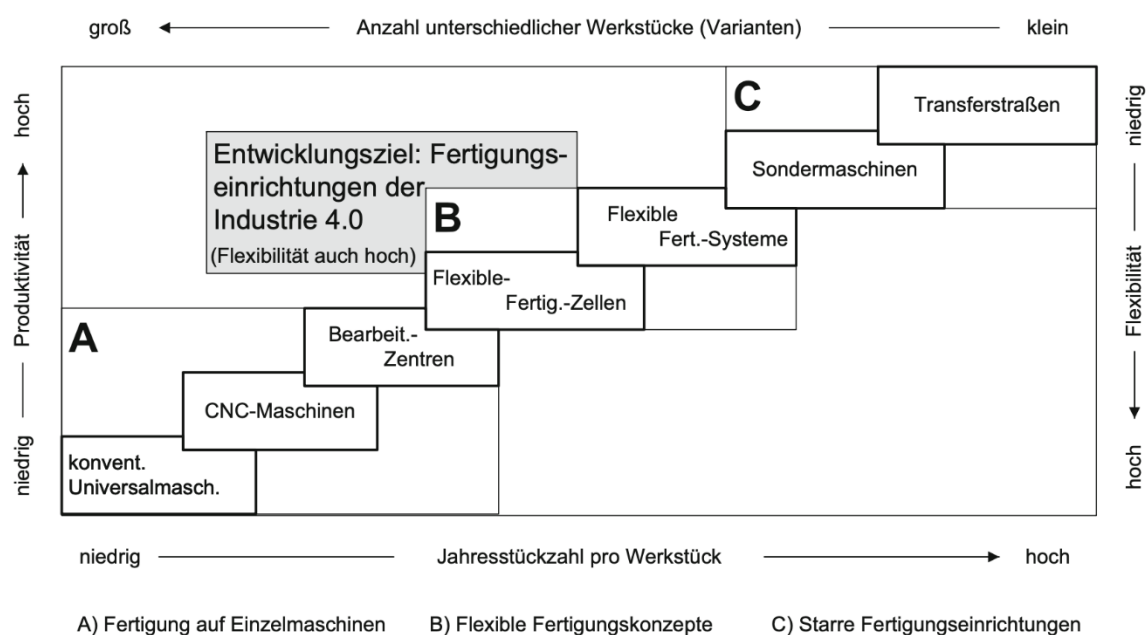 groß Anzahl unterschiedlicher Werkstücke (Varianten) klein
hoch
Produktivität
niedrig
niedrig
Flexibilität
hoch
C
Transferstraßen
Sondermaschinen
Entwicklungsziel: Fertigungs-
einrichtungen der
Industrie 4.0
(Flexibilität auch hoch)
B
Flexible
Fert.-Systeme
Flexible-
Fertig.-Zellen
A
Bearbeit.-
Zentren
CNC-Maschinen
konvent.
Universalmasch.
niedrig Jahresstückzahl pro Werkstück hoch
A) Fertigung auf Einzelmaschinen B) Flexible Fertigungskonzepte C) Starre Fertigungseinrichtungen